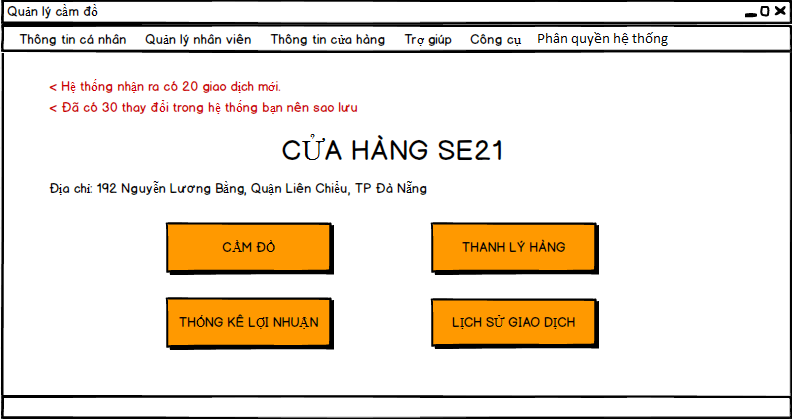 Quản lý cầm đồ
Thông tin cá nhân Quản lý nhân viên Thông tin cửa hàng Trợ giúp Công cụ Phân quyền hệ thống
< Hệ thống nhận ra có 20 giao dịch mới.
< Đã có 30 thay đổi trong hệ thống bạn nên sao lưu
CỬA HÀNG SE21
Địa chỉ: 192 Nguyễn Lương Bằng, Quận Liên Chiểu, TP Đà Nẵng
CẦM ĐỒ THANH LÝ HÀNG
THỐNG KÊ LỢI NHUẬN LỊCH SỬ GIAO DỊCH